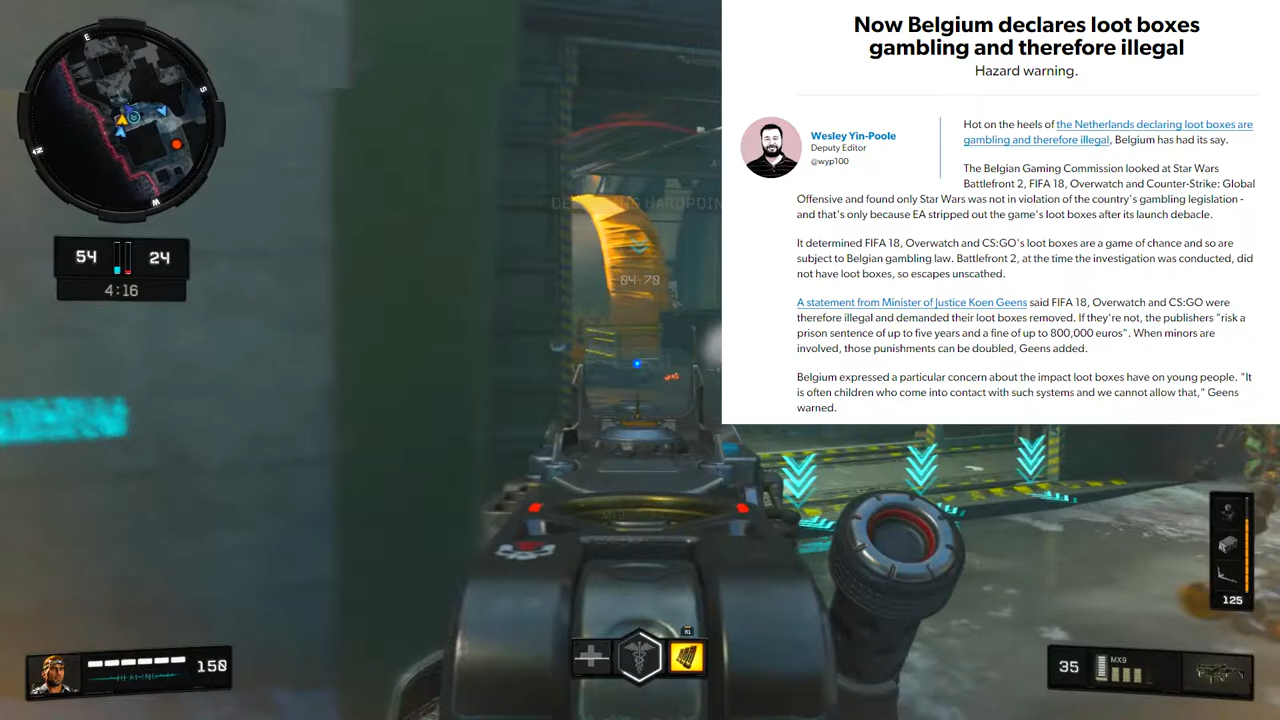 Now Belgium declares loot boxes
gambling and therefore illegal
Hazard warning.
Wesley Yin-Poole
Deputy Editor
@wyp100
Hot on the heels of the Netherlands declaring loot boxes are
gambling and therefore illegal, Belgium has had its say.
The Belgian Gaming Commission looked at Star Wars
Battlefront 2, FIFA 18, Overwatch and Counter-Strike: Global
Offensive and found only Star Wars was not in violation of the country's gambling legislation -
and that's only because EA stripped out the game's loot boxes after its launch debacle.
It determined FIFA 18, Overwatch and CS:GO's loot boxes are a game of chance and so are
subject to Belgian gambling law. Battlefront 2, at the time the investigation was conducted, did
not have loot boxes, so escapes unscathed.
A statement from Minister of Justice Koen Geens said FIFA 18, Overwatch and CS:GO were
therefore illegal and demanded their loot boxes removed. If they're not, the publishers "risk a
prison sentence of up to five years and a fine of up to 800,000 euros". When minors are
involved, those punishments can be doubled, Geens added.
Belgium expressed a particular concern about the impact loot boxes have on young people. "It
is often children who come into contact with such systems and we cannot allow that," Geens
warned.
E
S
N
W
54
24
4:16
HARDPOIN
04:70
125
150
HEALING
R1
35
MX9